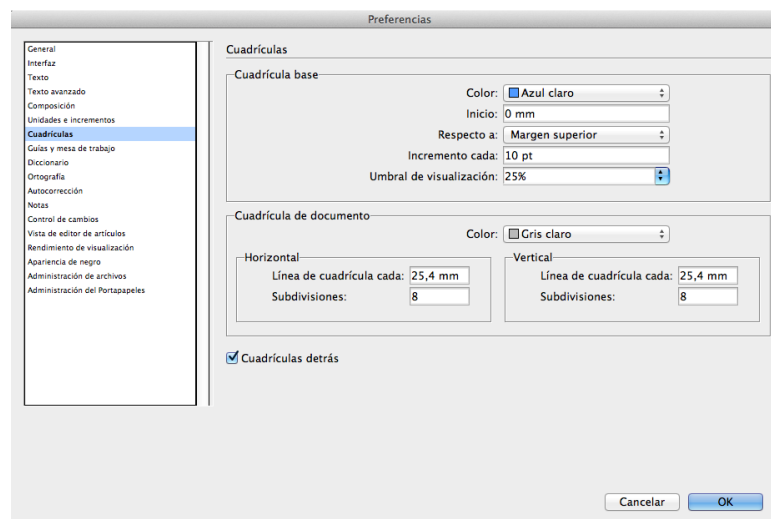 Preferencias
General
Interfaz
Texto
Texto avanzado
Composición
Unidades e incrementos
Cuadrículas
Guías y mesa de trabajo
Diccionario
Ortografía
Autocorrección
Notas
Control de cambios
Vista de editor de artículos
Rendimiento de visualización
Apariencia de negro
Administración de archivos
Administración del Portapapeles
Cuadrículas
Cuadrícula base
Color: Azul claro
Inicio: 0 mm
Respecto a: Margen superior
Incremento cada: 10 pt
Umbral de visualización: 25%
Cuadrícula de documento
Color: Gris claro
Horizontal
Línea de cuadrícula cada: 25,4 mm
Subdivisiones: 8
Vertical
Línea de cuadrícula cada: 25,4 mm
Subdivisiones: 8
Cuadrículas detrás
Cancelar
OK